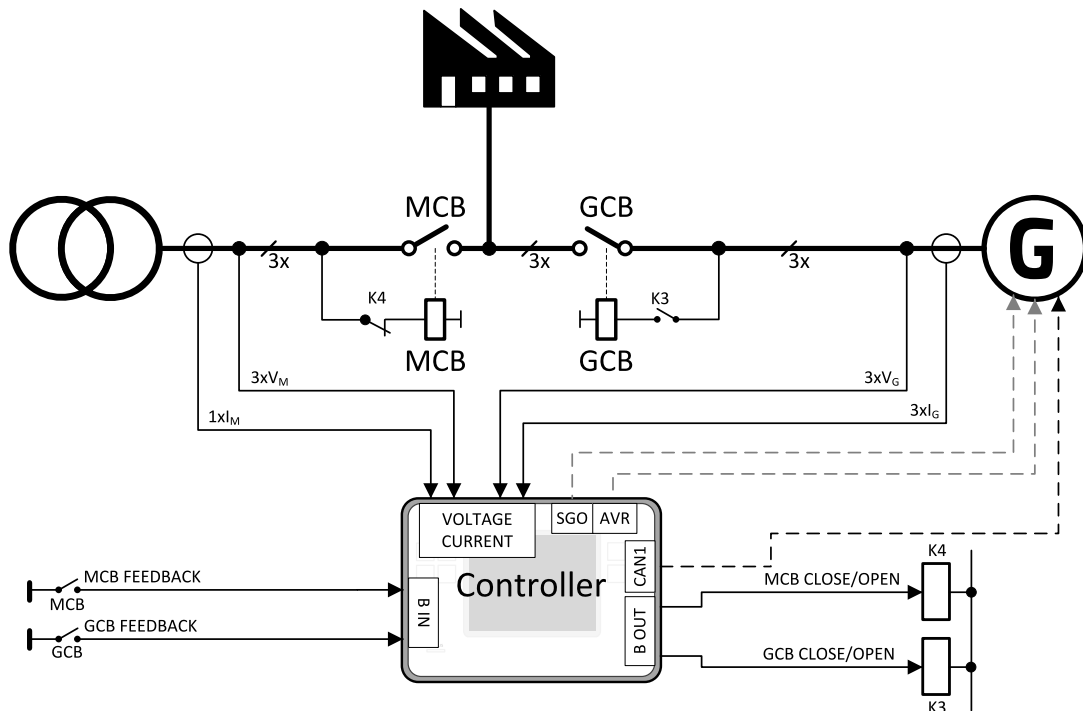 MCB
GCB
G
3x
3x
3x
K4
K3
MCB
GCB
3xVM
3xVG
1xIM
3xIG
VOLTAGE
CURRENT
SGO
AVR
CAN1
Controller
B IN
B OUT
MCB FEEDBACK
MCB
GCB FEEDBACK
GCB
K4
MCB CLOSE/OPEN
GCB CLOSE/OPEN
K3